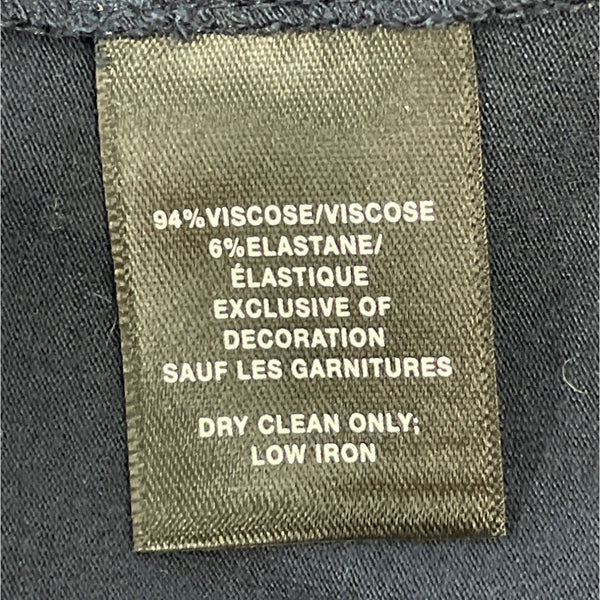 94%VISCOSE/VISCOSE
6%ELASTANE/
ÉLASTIQUE
EXCLUSIVE OF
DECORATION
SAUF LES GARNITURES
DRY CLEAN ONLY;
LOW IRON